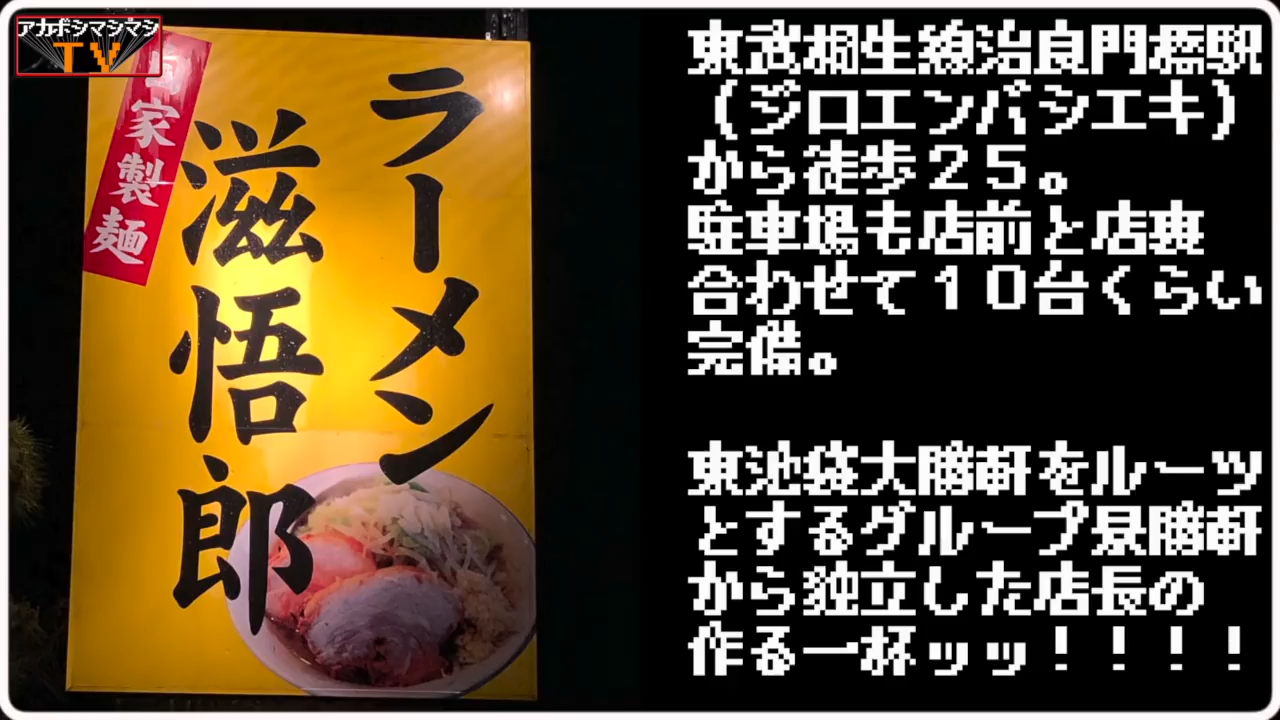 アカボシマシマシ
TV
自家製麺
ラーメン
滋悟郎
東武桐生線治良門橋駅
（ジロエンバシエキ）
から徒歩２５。
駐車場も店前と店裏
合わせて１０台くらい
完備。
東池袋大勝軒をルーツ
とするグループ景勝軒
から独立した店長の
作る一杯ッッ！！！！